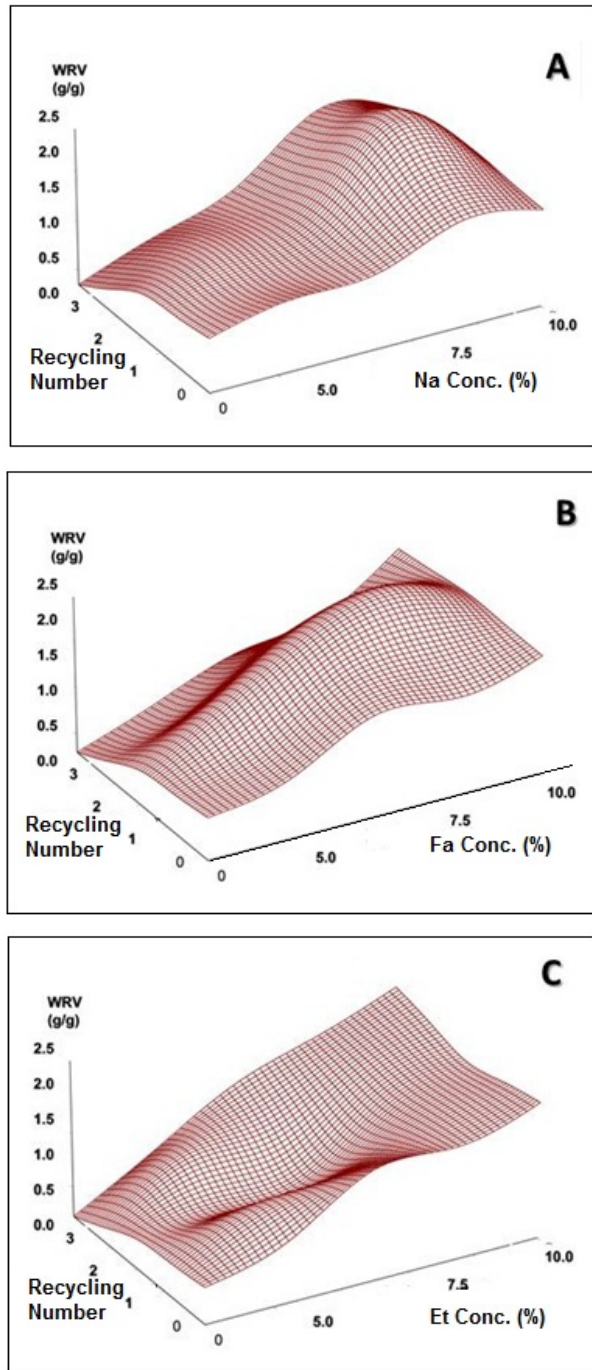 A
WRV
(g/g)
2.5
2.0
1.5
1.0
0.5
0.0
3
2
1
0
Recycling
Number
0
5.0
7.5
10.0
Na Conc. (%)
B
WRV
(g/g)
2.5
2.0
1.5
1.0
0.5
0.0
3
2
1
0
Recycling
Number
0
5.0
7.5
10.0
Fa Conc. (%)
C
WRV
(g/g)
2.5
2.0
1.5
1.0
0.5
0.0
3
2
1
0
Recycling
Number
0
5.0
7.5
10.0
Et Conc. (%)